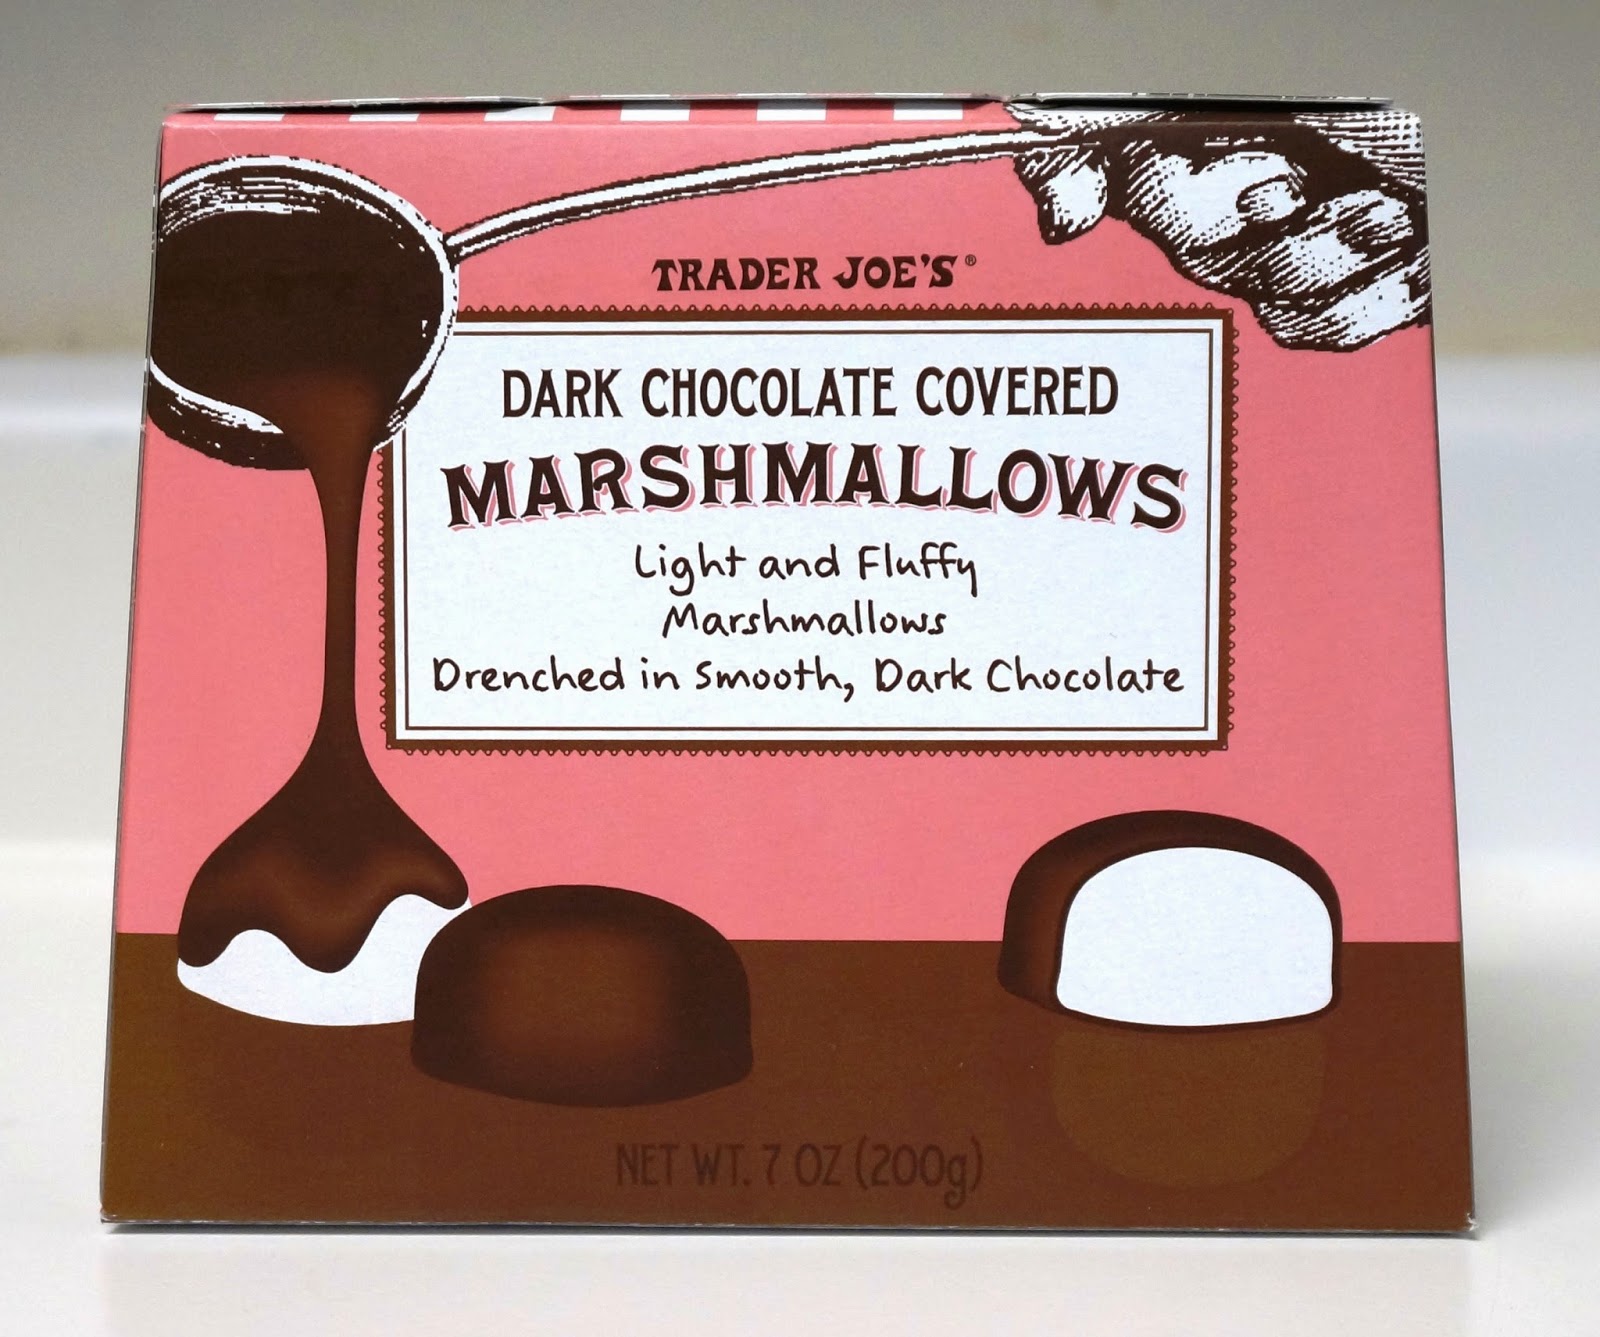 TRADER JOE'S®
DARK CHOCOLATE COVERED
MARSHMALLOWS
Light and Fluffy
Marshmallows
Drenched in Smooth, Dark Chocolate
NET WT. 7 OZ (200g)